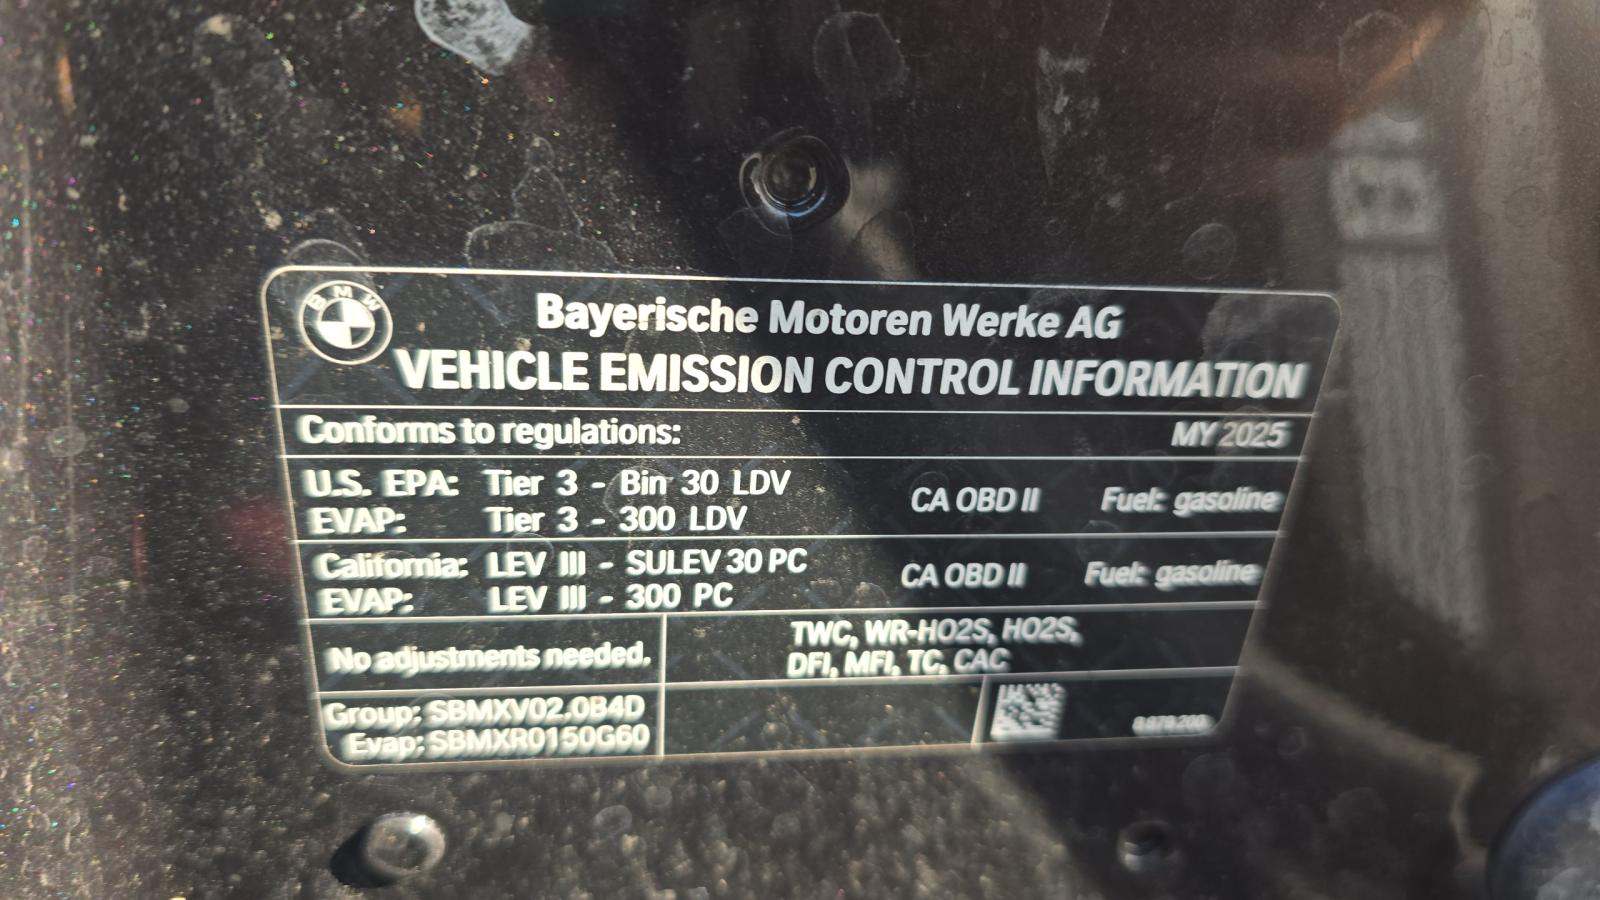 BMW
Bayerische Motoren Werke AG
VEHICLE EMISSION CONTROL INFORMATION
Conforms to regulations: MY 2025
U.S. EPA: Tier 3 - Bin 30 LDV CA OBD II Fuel: gasoline
EVAP: Tier 3 - 300 LDV
California: LEV III - SULEV 30 PC CA OBD II Fuel: gasoline
EVAP: LEV III - 300 PC
No adjustments needed. TWC, WR-HO2S, HO2S,
DFI, MFI, TC, CAC
Group: SBMXV02.0B4D
Evap: SBMXR0150G60